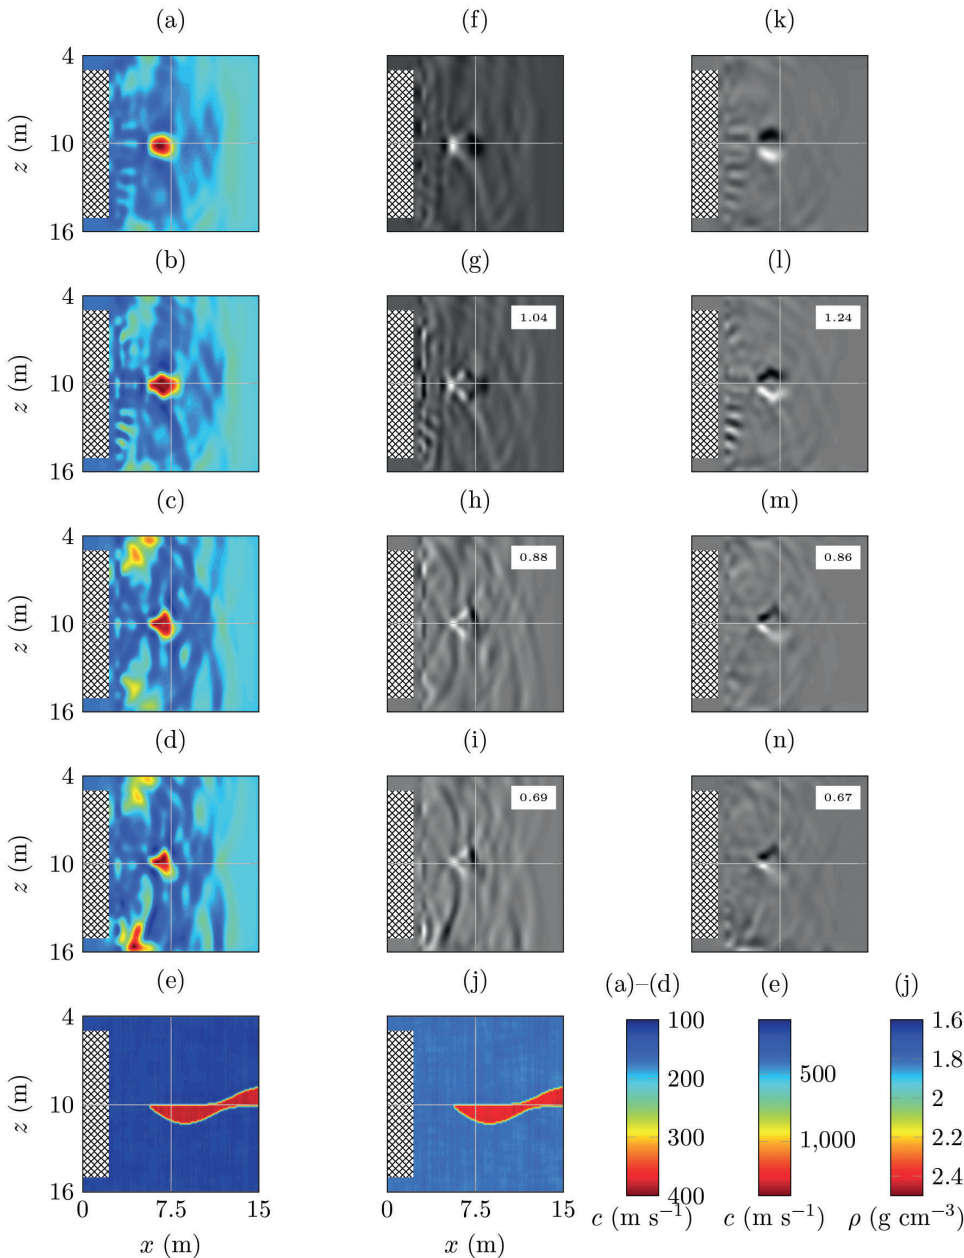 (a) (f) (k)
4
z (m)
10
16
(b) (g) (l)
4
1.04 1.24
z (m)
10
16
(c) (h) (m)
4
0.88 0.86
z (m)
10
16
(d) (i) (n)
4
0.69 0.67
z (m)
10
16
(e) (j) (a)–(d) (e) (j)
4 100 1.6
1.8
500
200
z (m)
10 2
300 2.2
1,000
2.4
16 400
0 7.5 15 0 7.5 15 c (m s⁻¹) c (m s⁻¹) ρ (g cm⁻³)
x (m) x (m)